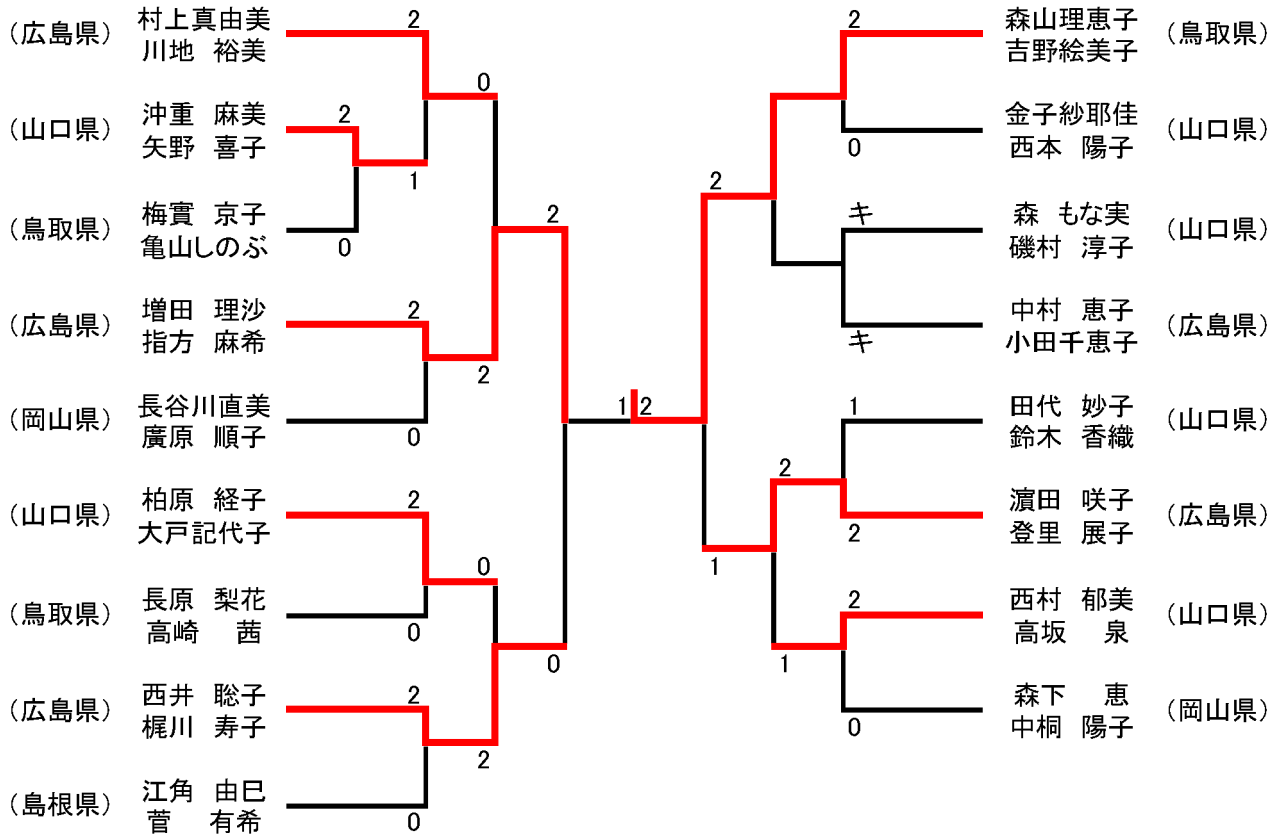 （広島県） 村上真由美 川地 裕美 2
0
（山口県） 沖重 麻美 矢野 喜子 2
1
（鳥取県） 梅實 京子 亀山しのぶ 0
2
（広島県） 増田 理沙 指方 麻希 2
2
（岡山県） 長谷川直美 廣原 順子 0
1 2
（山口県） 柏原 経子 大戸記代子 2
0
（鳥取県） 長原 梨花 高崎 茜 0
0
（広島県） 西井 聡子 梶川 寿子 2
2
（島根県） 江角 由巳 菅 有希 0
2 森山理恵子 吉野絵美子 （鳥取県）
0 金子紗耶佳 西本 陽子 （山口県）
2
キ 森 もな実 磯村 淳子 （山口県）
キ 中村 恵子 小田千恵子 （広島県）
1 田代 妙子 鈴木 香織 （山口県）
2
2 濵田 咲子 登里 展子 （広島県）
1
2 西村 郁美 高坂 泉 （山口県）
1
0 森下 恵 中桐 陽子 （岡山県）